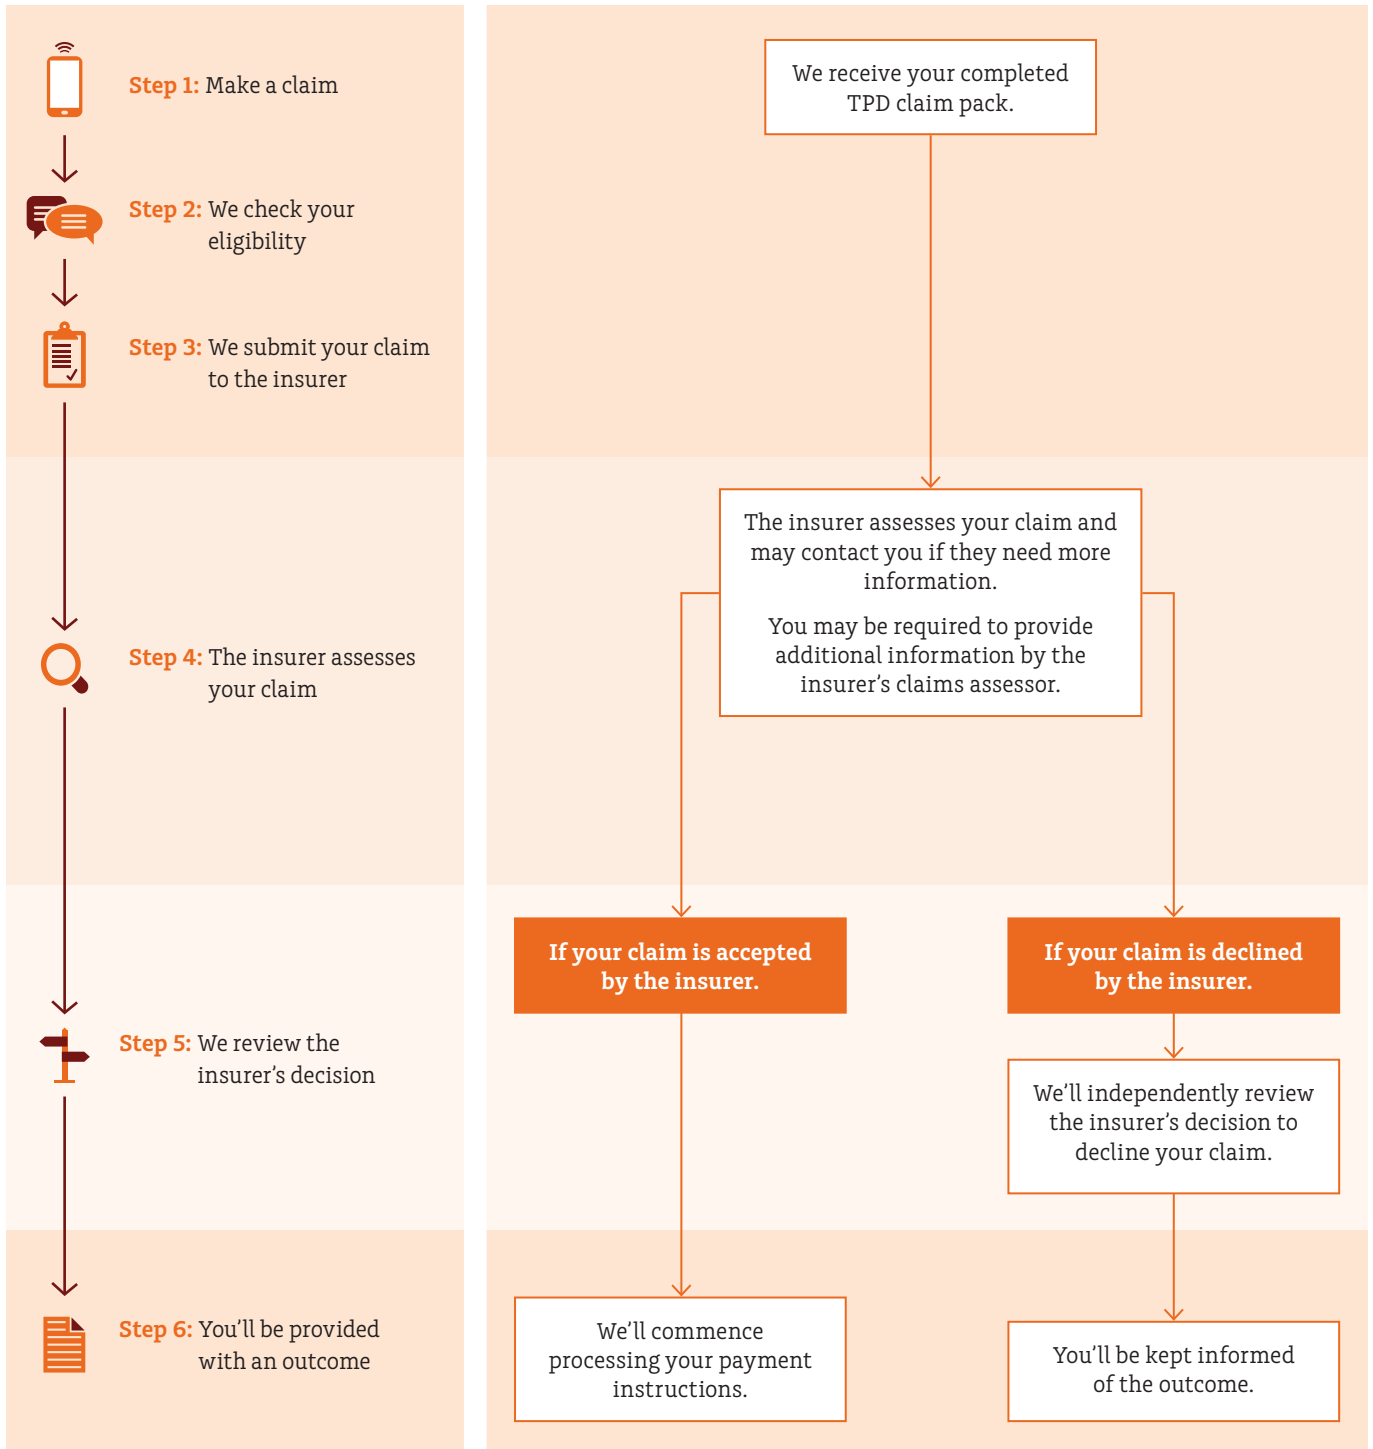 Step 1: Make a claim
Step 2: We check your
eligibility
Step 3: We submit your claim
to the insurer
Step 4: The insurer assesses
your claim
Step 5: We review the
insurer’s decision
Step 6: You’ll be provided
with an outcome
We receive your completed
TPD claim pack.
The insurer assesses your claim and
may contact you if they need more
information.
You may be required to provide
additional information by the
insurer’s claims assessor.
If your claim is accepted
by the insurer.
If your claim is declined
by the insurer.
We’ll independently review
the insurer’s decision to
decline your claim.
We’ll commence
processing your payment
instructions.
You’ll be kept informed
of the outcome.